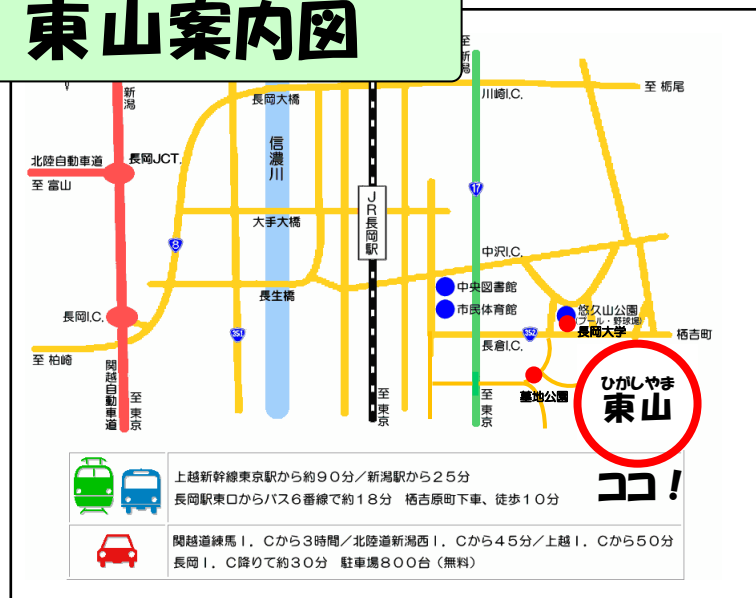 東山案内図
至新潟
新潟
長岡大橋
川崎I.C.
至 栃尾
信濃川
北陸自動車道
長岡JCT.
至 富山
17
JR長岡駅
大手大橋
8
中沢I.C.
中央図書館
長生橋
市民体育館
悠久山公園
(プール・野球場)
長岡I.C.
長岡大学
351
352
栖吉町
長倉I.C.
至 柏崎
関越自動車道
至 東京
至 東京
至 東京
墓地公園
ひがしやま
東山
ココ!
上越新幹線東京駅から約90分/新潟駅から25分
長岡駅東口からバス6番線で約18分 栖吉原町下車、徒歩10分
関越道練馬I.Cから3時間/北陸道新潟西I.Cから45分/上越I.Cから50分
長岡I.C降りて約30分 駐車場800台(無料)